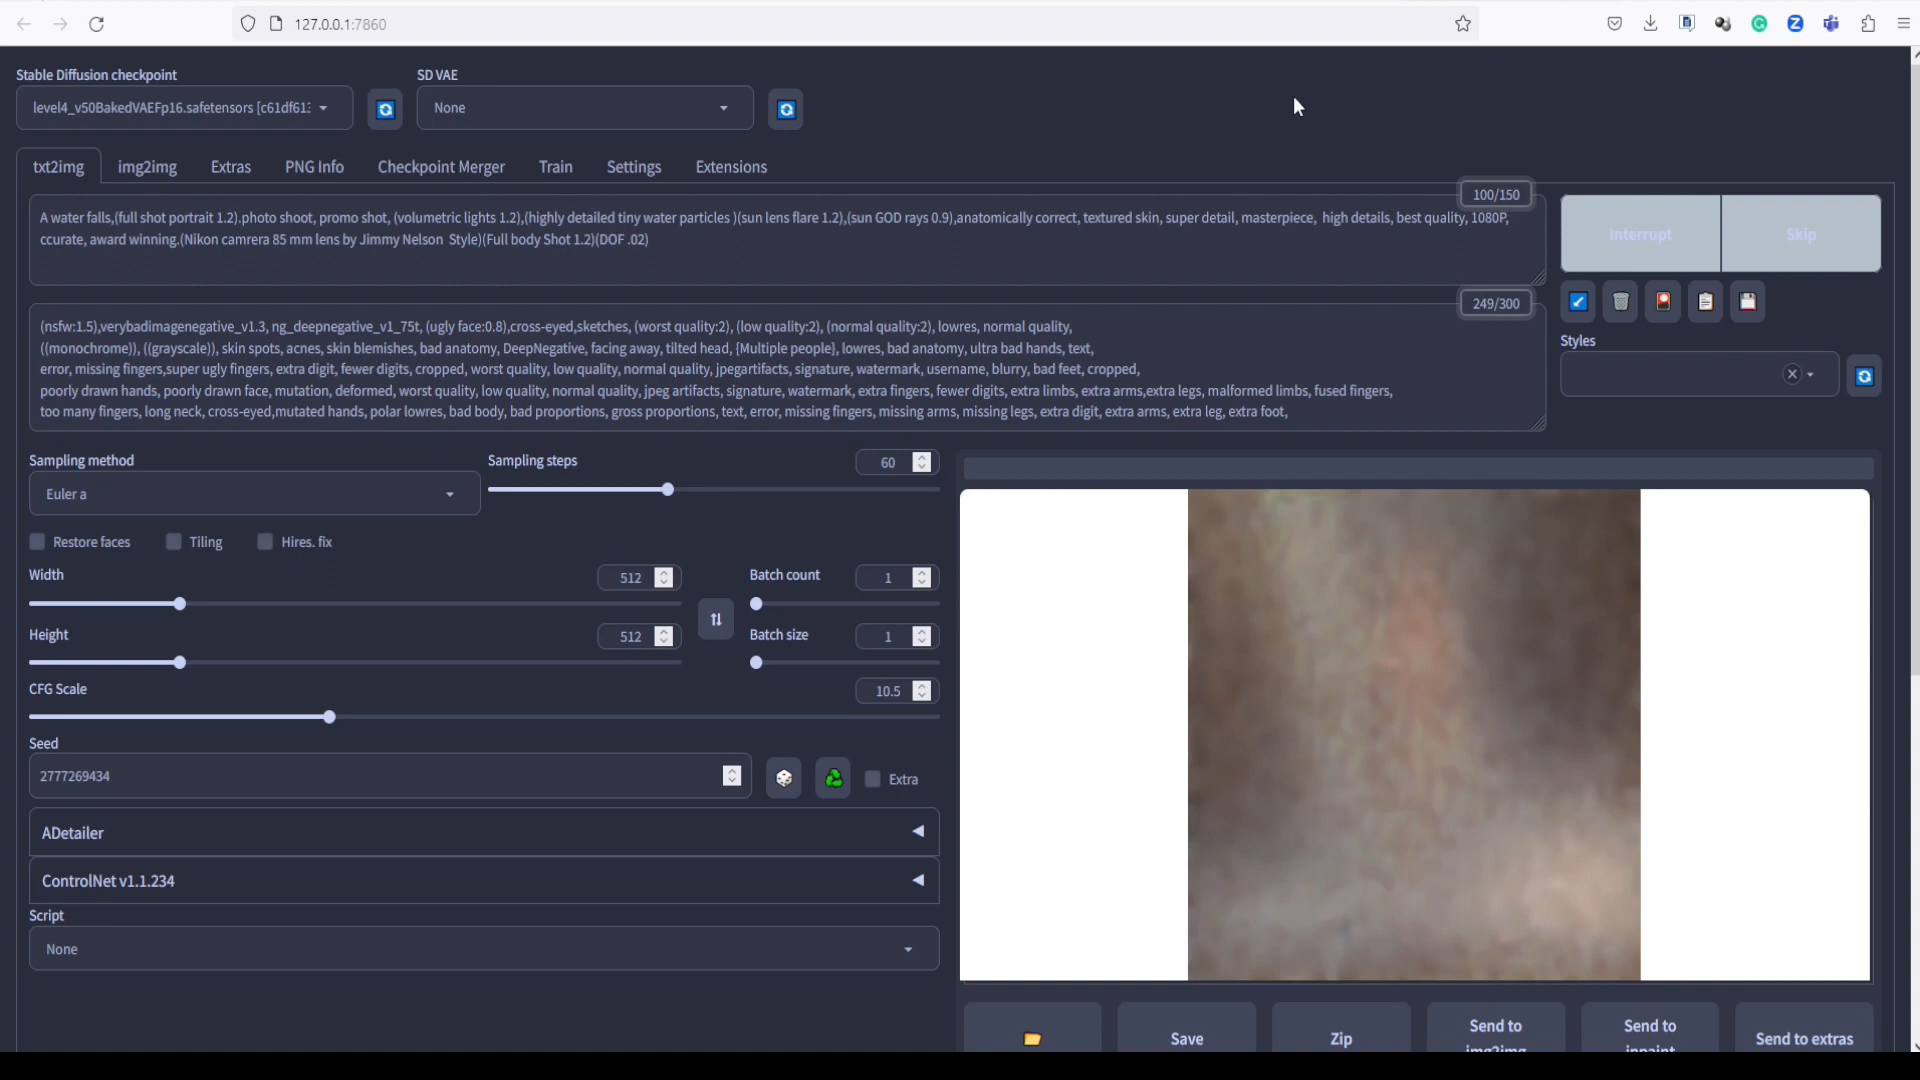 127.0.0.1:7860
Stable Diffusion checkpoint
SD VAE
level4_v50BakedVAEFp16.safetensors [c61df613
None
txt2img
img2img
Extras
PNG Info
Checkpoint Merger
Train
Settings
Extensions
100/150
A water falls,(full shot portrait 1.2).photo shoot, promo shot, (volumetric lights 1.2),(highly detailed tiny water particles )(sun lens flare 1.2),(sun GOD rays 0.9),anatomically correct, textured skin, super detail, masterpiece, high details, best quality, 1080P,
ccurate, award winning.(Nikon camrera 85 mm lens by Jimmy Nelson Style)(Full body Shot 1.2)(DOF .02)
Interrupt
Skip
249/300
(nsfw:1.5),verybadimagenegative_v1.3, ng_deepnegative_v1_75t, (ugly face:0.8),cross-eyed,sketches, (worst quality:2), (low quality:2), (normal quality:2), lowres, normal quality,
((monochrome)), ((grayscale)), skin spots, acnes, skin blemishes, bad anatomy, DeepNegative, facing away, tilted head, {Multiple people}, lowres, bad anatomy, ultra bad hands, text,
error, missing fingers,super ugly fingers, extra digit, fewer digits, cropped, worst quality, low quality, normal quality, jpegartifacts, signature, watermark, username, blurry, bad feet, cropped,
poorly drawn hands, poorly drawn face, mutation, deformed, worst quality, low quality, normal quality, jpeg artifacts, signature, watermark, extra fingers, fewer digits, extra limbs, extra arms,extra legs, malformed limbs, fused fingers,
too many fingers, long neck, cross-eyed,mutated hands, polar lowres, bad body, bad proportions, gross proportions, text, error, missing fingers, missing arms, missing legs, extra digit, extra arms, extra leg, extra foot,
Styles
Sampling method
Euler a
Sampling steps
60
Restore faces
Tiling
Hires. fix
Width
512
Batch count
1
Height
512
Batch size
1
CFG Scale
10.5
Seed
2777269434
Extra
ADetailer
ControlNet v1.1.234
Script
None
Save
Zip
Send to
img2img
Send to
inpaint
Send to extras